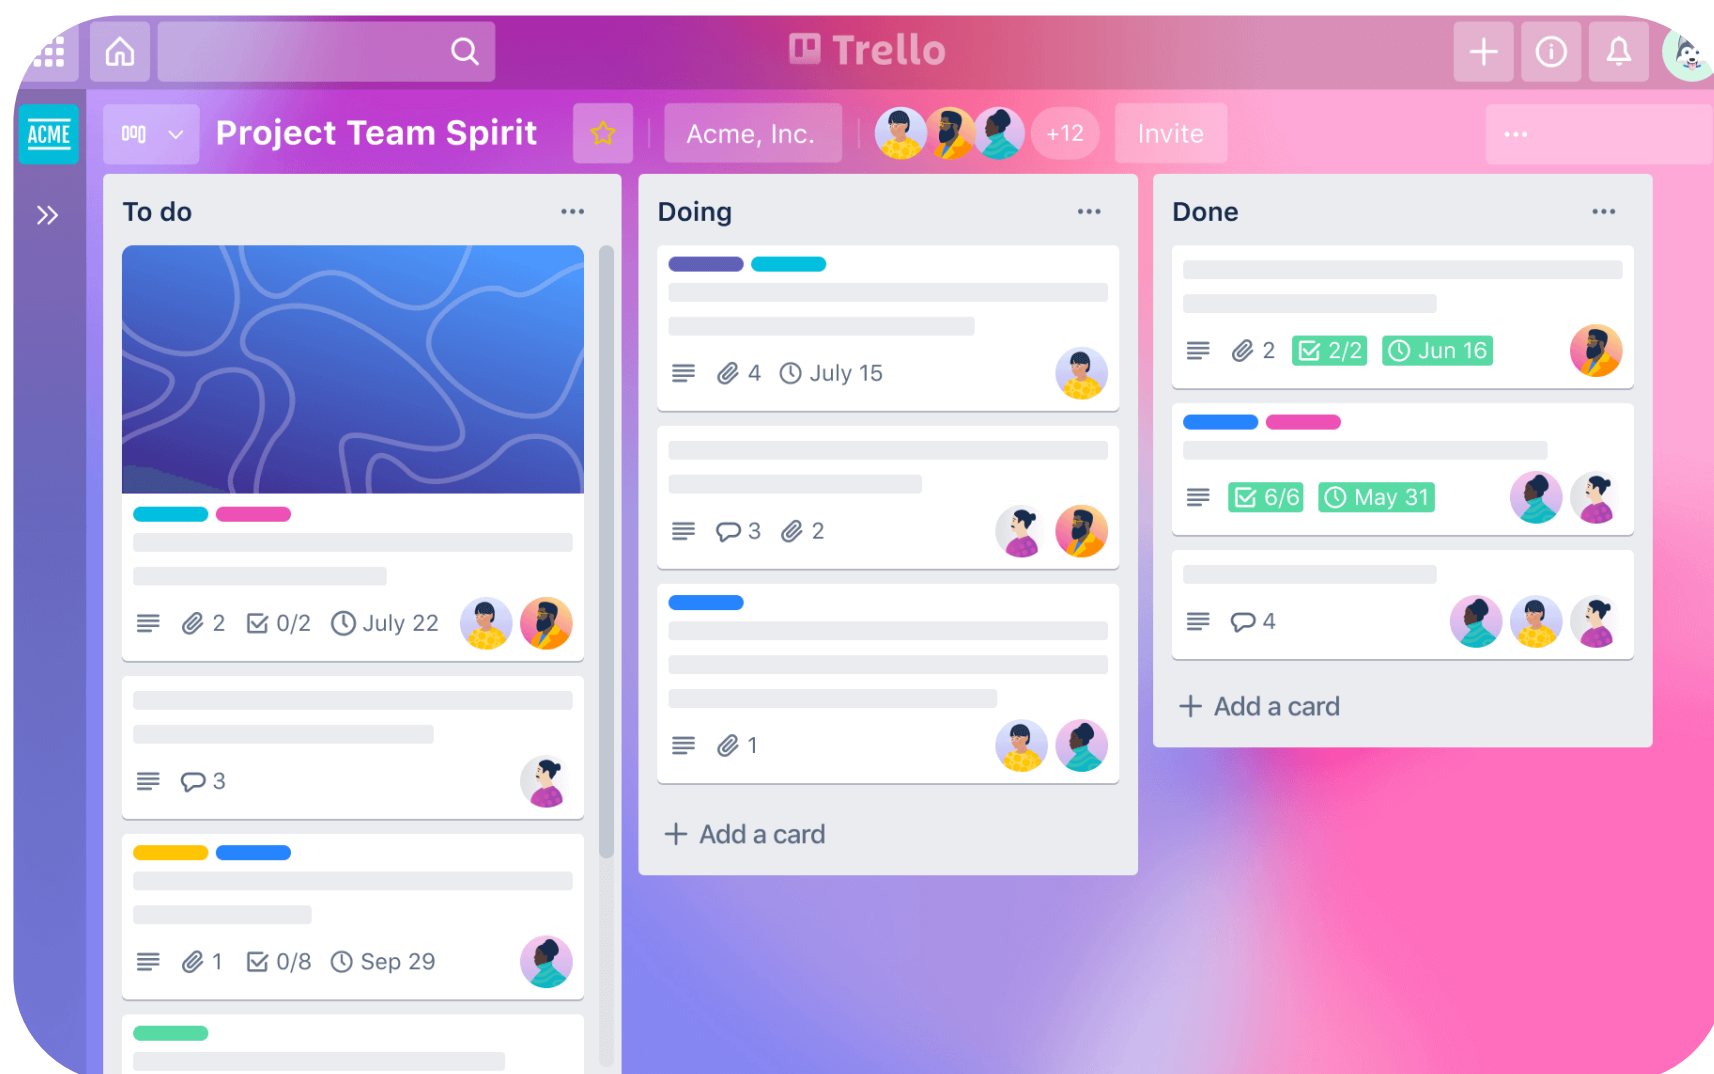 Trello
ACME
Project Team Spirit
Acme, Inc.
+12
Invite
To do
2 0/2 July 22
3
1 0/8 Sep 29
Doing
4 July 15
3 2
1
+ Add a card
Done
2 2/2 Jun 16
6/6 May 31
4
+ Add a card